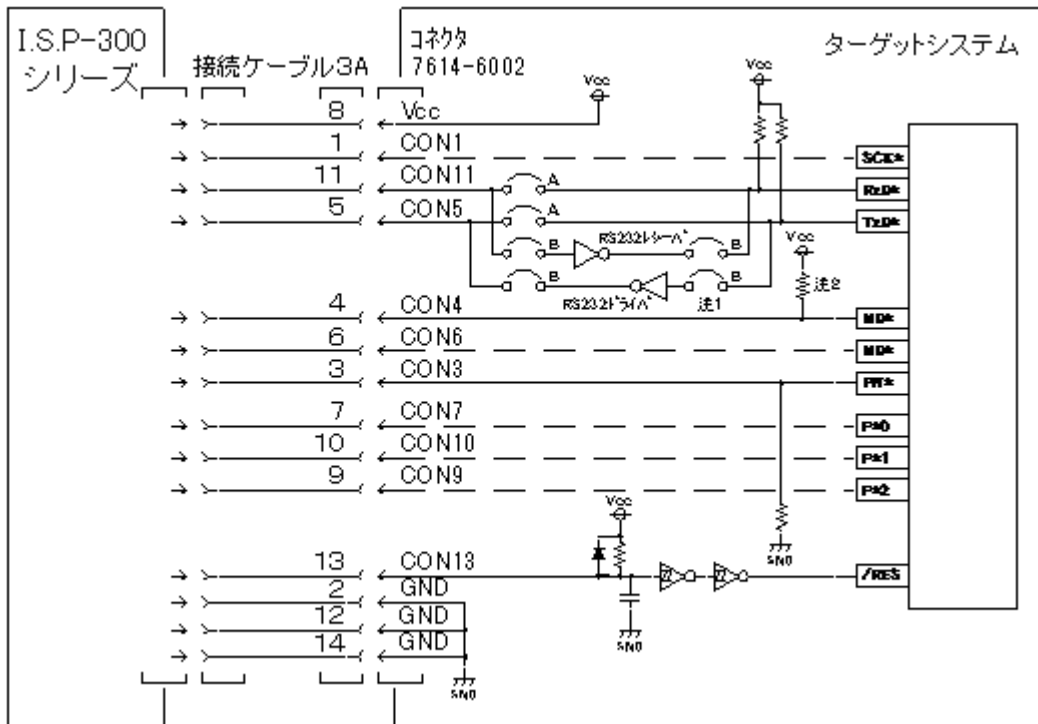 I.S.P-300
シリーズ
接続ケーブル3A
コネクタ
7614-6002
ターゲットシステム
8 Vcc
Vcc
Vcc
1 CON1
SCK*
11 CON11
A
RxD*
5 CON5
A
TxD*
B
RS232レシーバ
B
Vcc
B
RS232ドライバ
注1
B
注2
4 CON4
MD*
6 CON6
MD*
3 CON3
7 CON7
P*0
10 CON10
P*1
9 CON9
P*2
Vcc
GND
13 CON13
/RES
2 GND
12 GND
14 GND
GND
GND